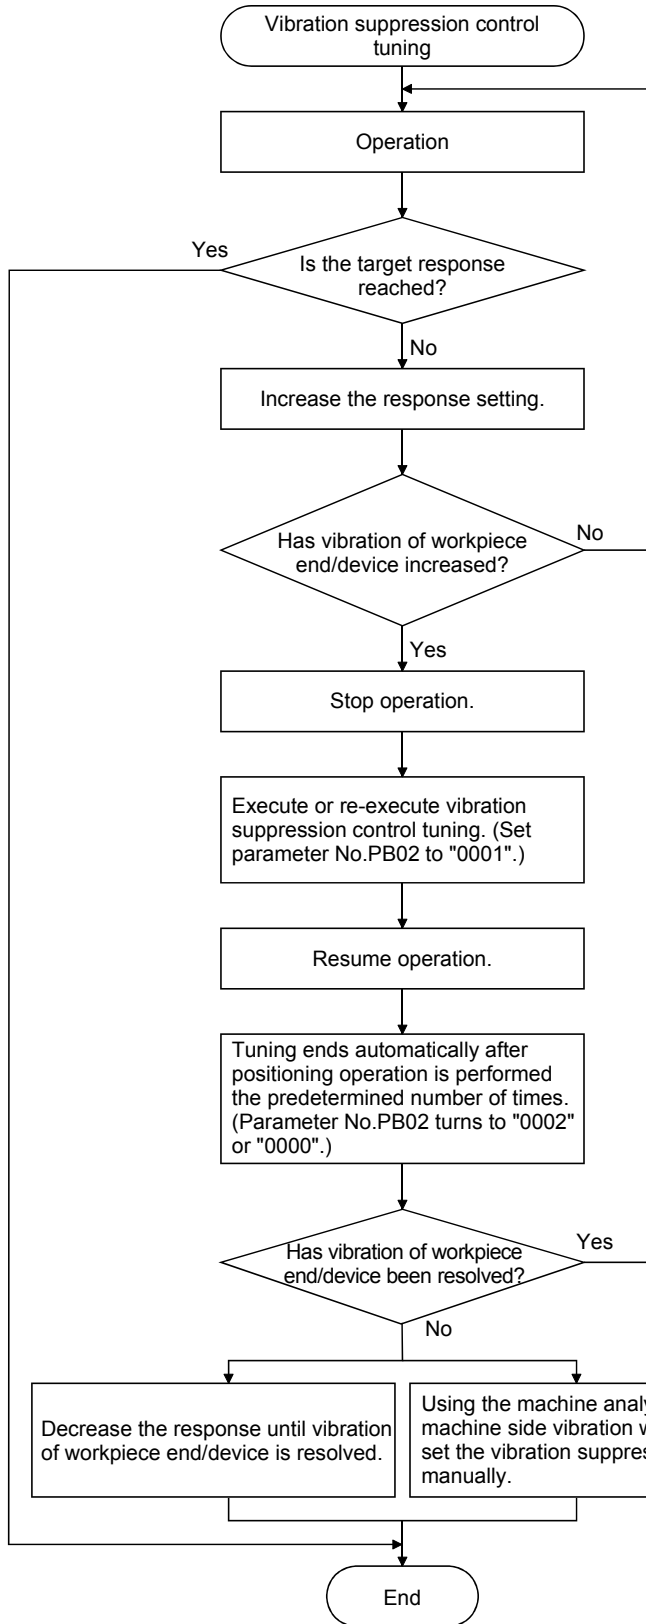 Vibration suppression control
tuning
Operation
Yes
Is the target response
reached?
No
Increase the response setting.
Has vibration of workpiece
end/device increased?
No
Yes
Stop operation.
Execute or re-execute vibration
suppression control tuning. (Set
parameter No.PB02 to "0001".)
Resume operation.
Tuning ends automatically after
positioning operation is performed
the predetermined number of times.
(Parameter No.PB02 turns to "0002"
or "0000".)
Has vibration of workpiece
end/device been resolved?
Yes
No
Decrease the response until vibration
of workpiece end/device is resolved.
Using the machine
machine side vibration
set the vibration
manually.
End